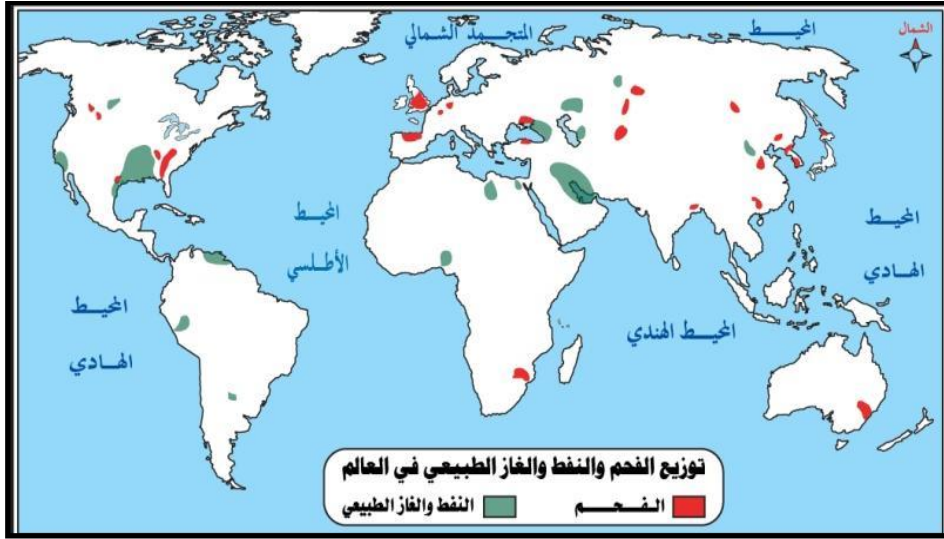 المحيط
المتجمد الشمالي
الشمال
المحيط
الأطلسي
المحيط
الهادي
المحيط
الهادي
المحيط الهندي
توزيع الفحم والنفط والغاز الطبيعي في العالم
الفحم
النفط والغاز الطبيعي